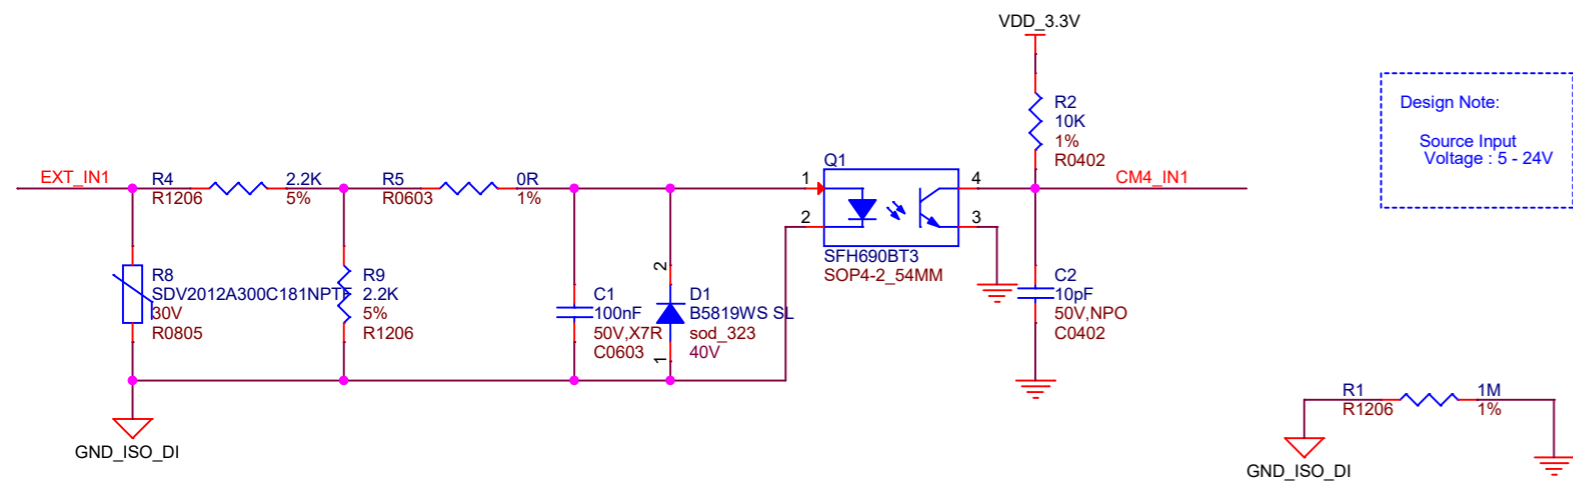 VDD_3.3V
R2
10K
1%
R0402
Design Note:
Source Input
Voltage : 5 - 24V
EXT_IN1
R4
2.2K
R1206
5%
R5
0R
R0603
1%
Q1
1
4
2
3
SFH690BT3
SOP4-2_54MM
CM4_IN1
R8
SDV2012A300C181NPTF
30V
R0805
R9
2.2K
5%
R1206
C1
100nF
50V,X7R
C0603
2
D1
B5819WS SL
sod_323
40V
1
C2
10pF
50V,NPO
C0402
GND_ISO_DI
R1
1M
R1206
1%
GND_ISO_DI